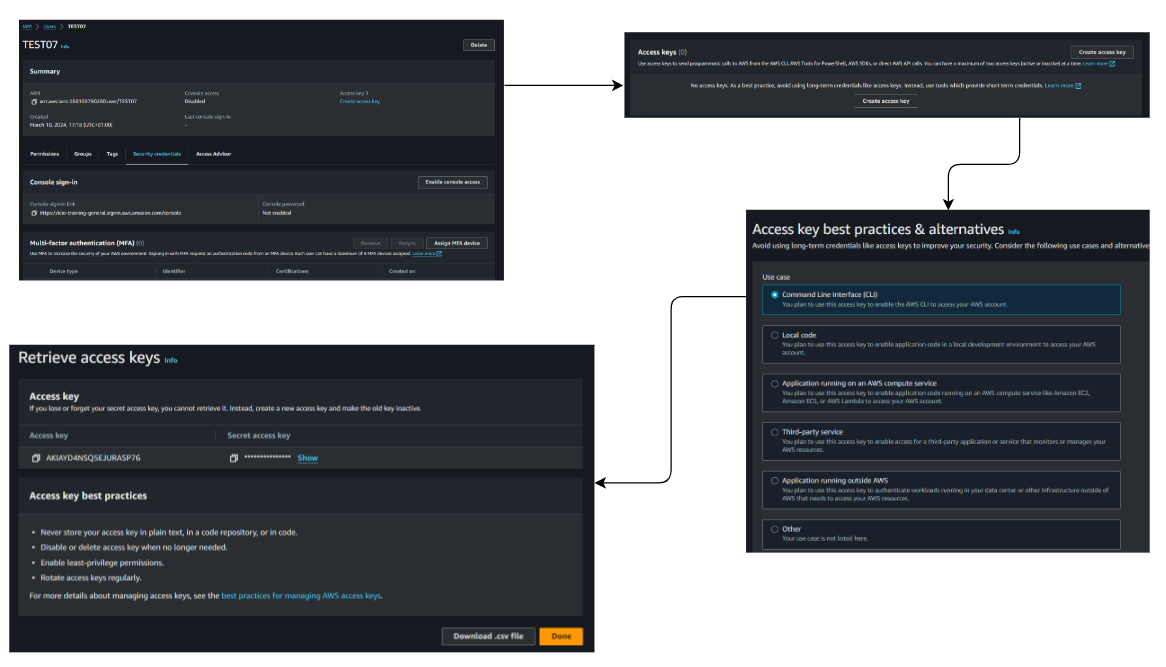 IAM > Users > TEST07
TEST07 Info
Delete
Summary
ARN
arn:aws:iam::558105790280:user/TEST07
Console access
Disabled
Access key 1
Create access key
Created
March 10, 2024, 17:18 (UTC+01:00)
Last console sign-in
-
Permissions Groups Tags Security credentials Access Advisor
Console sign-in
Enable console access
Console sign-in link
Console password
Not enabled
Multi-factor authentication (MFA) (0)
Remove Resync Assign MFA device
Use MFA to increase the security of your AWS environment. Signing in with MFA requires an authentication code from an MFA device. Each user can have a maximum of 8 MFA devices assigned. Learn more
Device type Identifier Certifications Created on
Access keys (0)
Create access key
Use access keys to send programmatic calls to AWS from the AWS CLI, AWS Tools for PowerShell, AWS SDKs, or direct AWS API calls. You can have a maximum of two access keys (active or inactive) at a time. Learn more
No access keys. As a best practice, avoid using long-term credentials like access keys. Instead, use tools which provide short term credentials. Learn more
Create access key
Access key best practices & alternatives Info
Avoid using long-term credentials like access keys to improve your security. Consider the following use cases and alternative
Use case
Command Line Interface (CLI)
You plan to use this access key to enable the AWS CLI to access your AWS account.
Local code
You plan to use this access key to enable application code in a local development environment to access your AWS
account.
Application running on an AWS compute service
You plan to use this access key to enable application code running on an AWS compute service like Amazon EC2,
Amazon ECS, or AWS Lambda to access your AWS account.
Third-party service
You plan to use this access key to enable access for a third-party application or service that monitors or manages your
AWS resources.
Application running outside AWS
You plan to use this access key to authenticate workloads running in your data center or other infrastructure outside of
AWS that needs to access your AWS resources.
Other
Your use case is not listed here.
Retrieve access keys Info
Access key
If you lose or forget your secret access key, you cannot retrieve it. Instead, create a new access key and make the old key inactive.
Access key Secret access key
AKIAYD4NSQ5EJURASP76 *************** Show
Access key best practices
• Never store your access key in plain text, in a code repository, or in code.
• Disable or delete access key when no longer needed.
• Enable least-privilege permissions.
• Rotate access keys regularly.
For more details about managing access keys, see the best practices for managing AWS access keys.
Download .csv file Done